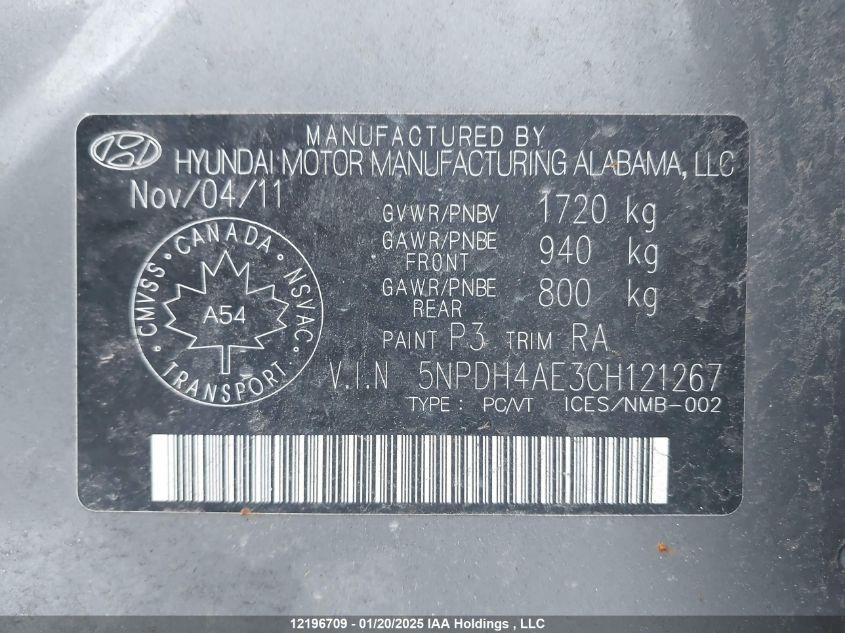 MANUFACTURED BY
HYUNDAI MOTOR MANUFACTURING ALABAMA, LLC
Nov/04/11
GVWR/PNBV 1720 kg
GAWR/PNBE FRONT 940 kg
GAWR/PNBE REAR 800 kg
CMVSS • CANADA • NSVAC • TRANSPORT •
A54
PAINT P3 TRIM RA
V.I.N 5NPDH4AE3CH121267
TYPE : PC/VT ICES/NMB-002
12196709 - 01/20/2025 IAA Holdings , LLC